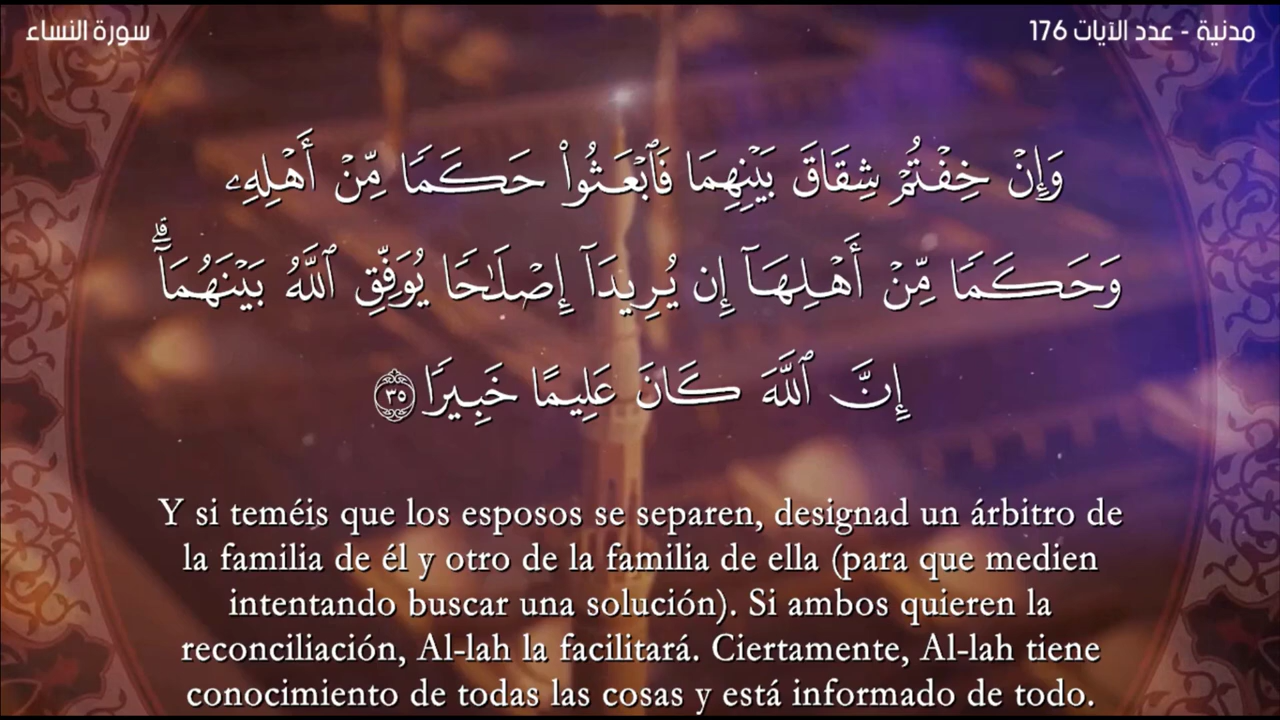 مدنية - عدد الآيات 176
سورة النساء
وَإِنْ خِفْتُمْ شِقَاقَ بَيْنِهِمَا فَٱبْعَثُوا۟ حَكَمًا مِّنْ أَهْلِهِۦ
وَحَكَمًا مِّنْ أَهْلِهَآ إِن يُرِيدَآ إِصْلَٰحًا يُوَفِّقِ ٱللَّهُ بَيْنَهُمَآ ۗ
إِنَّ ٱللَّهَ كَانَ عَلِيمًا خَبِيرًا ٣٥
Y si teméis que los esposos se separen, designad un árbitro de
la familia de él y otro de la familia de ella (para que medien
intentando buscar una solución). Si ambos quieren la
reconciliación, Al-lah la facilitará. Ciertamente, Al-lah tiene
conocimiento de todas las cosas y está informado de todo.